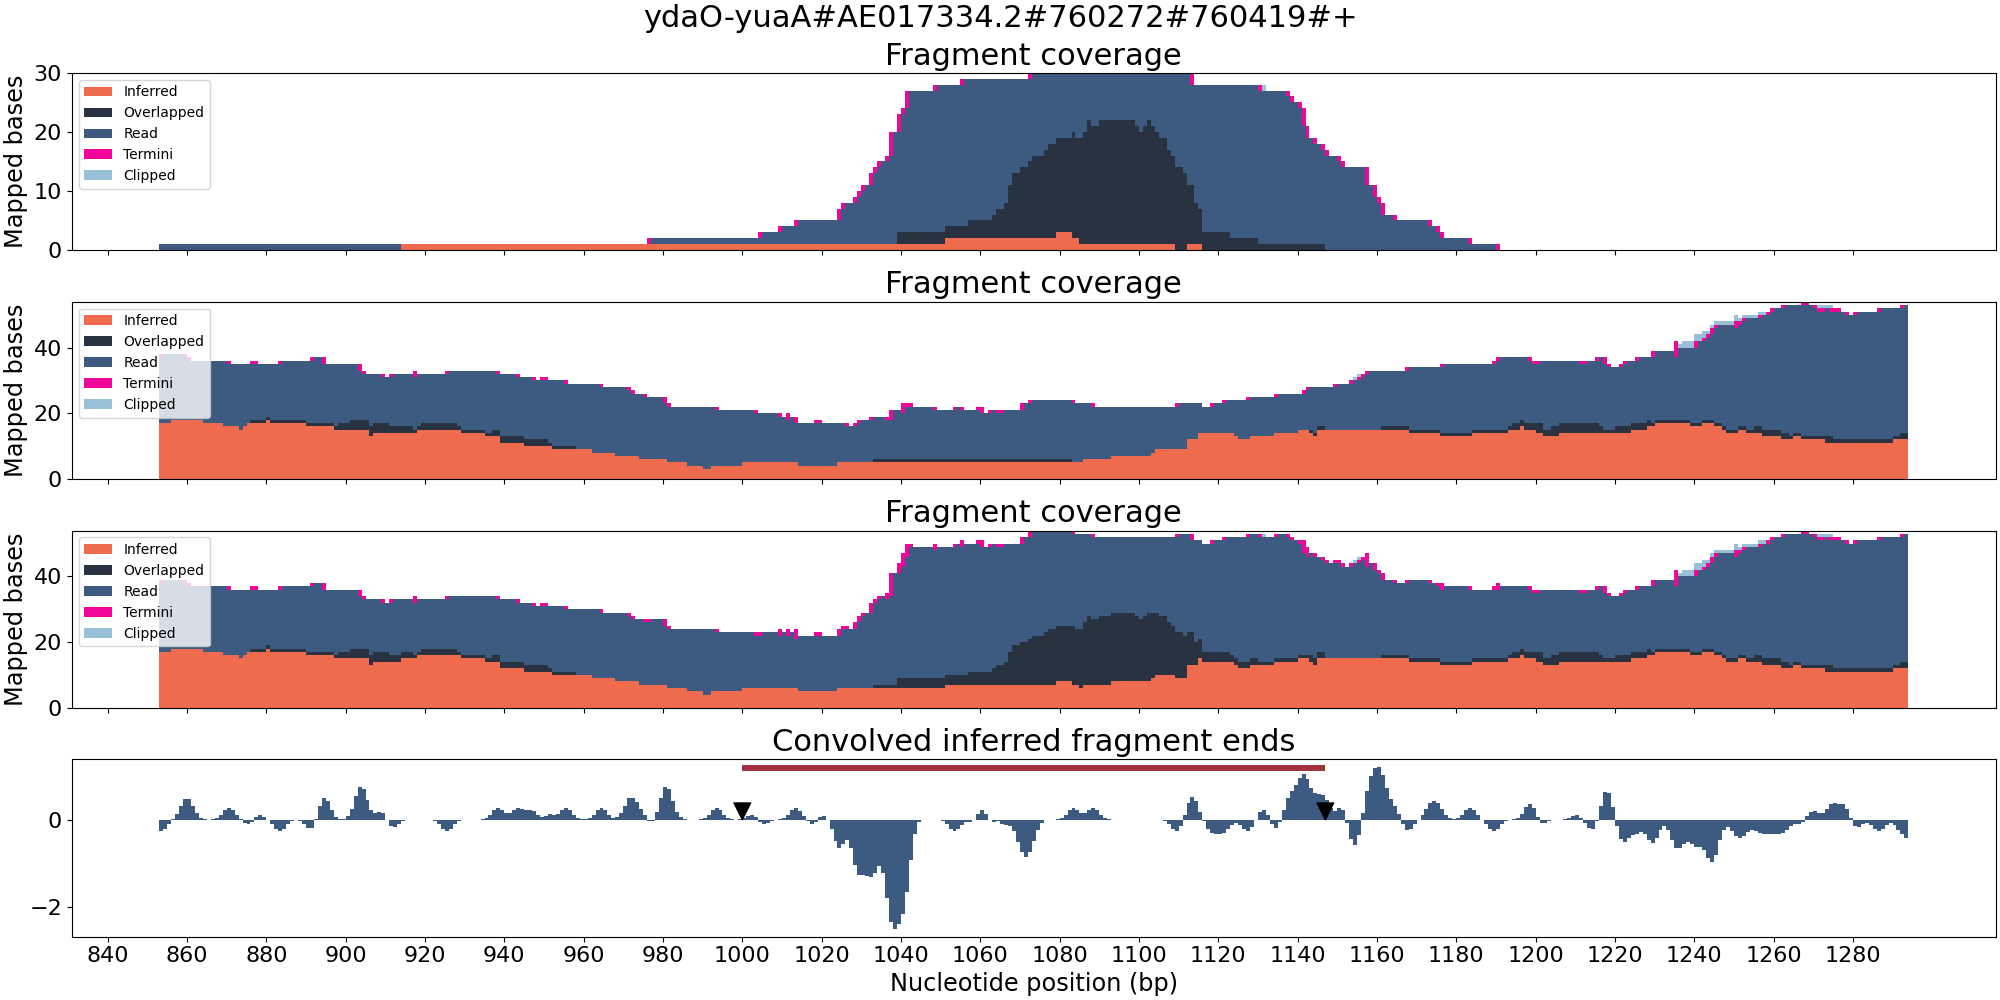 ydaO-yuaA#AE017334.2#760272#760419#+
Fragment coverage
Mapped bases
30
20
10
0
Inferred
Overlapped
Read
Termini
Clipped
Fragment coverage
Mapped bases
40
20
0
Inferred
Overlapped
Read
Termini
Clipped
Fragment coverage
Mapped bases
40
20
0
Inferred
Overlapped
Read
Termini
Clipped
Convolved inferred fragment ends
0
−2
840 860 880 900 920 940 960 980 1000 1020 1040 1060 1080 1100 1120 1140 1160 1180 1200 1220 1240 1260 1280
Nucleotide position (bp)